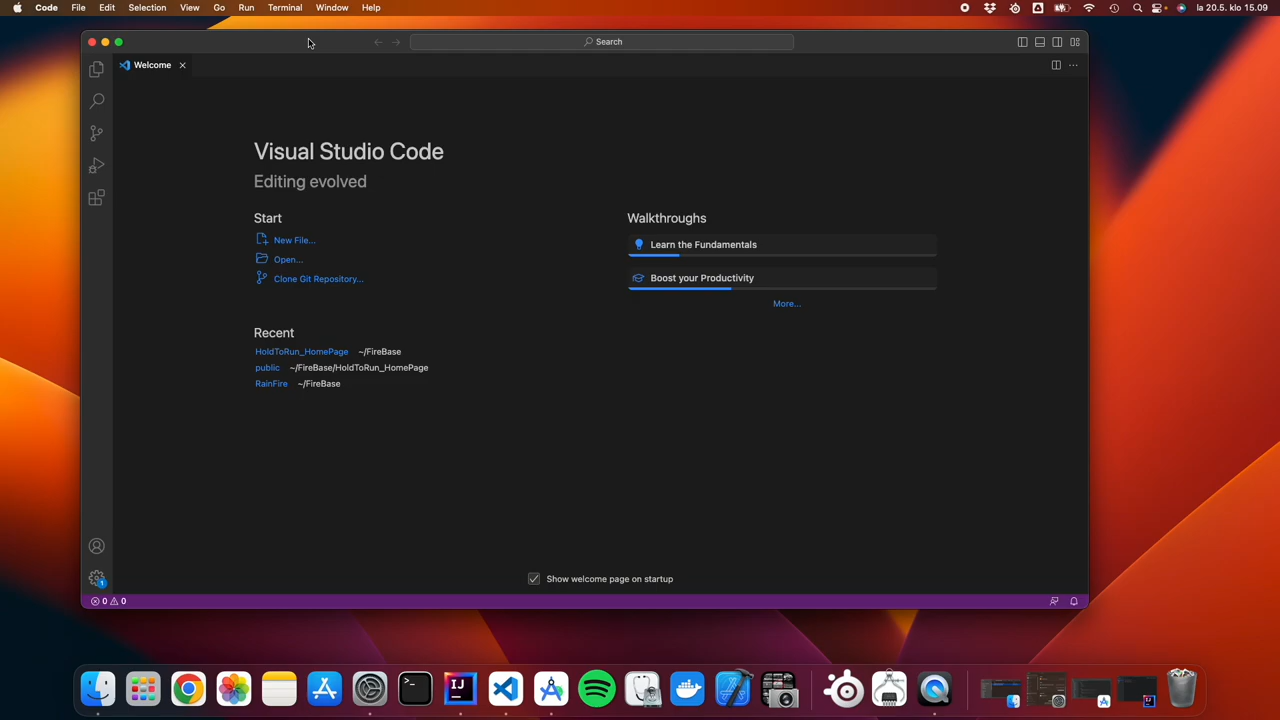 Code File Edit Selection View Go Run Terminal Window Help la 20.5. klo 15.09
Search
Welcome
Visual Studio Code
Editing evolved
Start
New File...
Open...
Clone Git Repository...
Recent
HoldToRun_HomePage ~/FireBase
public ~/FireBase/HoldToRun_HomePage
RainFire ~/FireBase
Walkthroughs
Learn the Fundamentals
Boost your Productivity
More...
Show welcome page on startup
1
0 0
>_ IJ